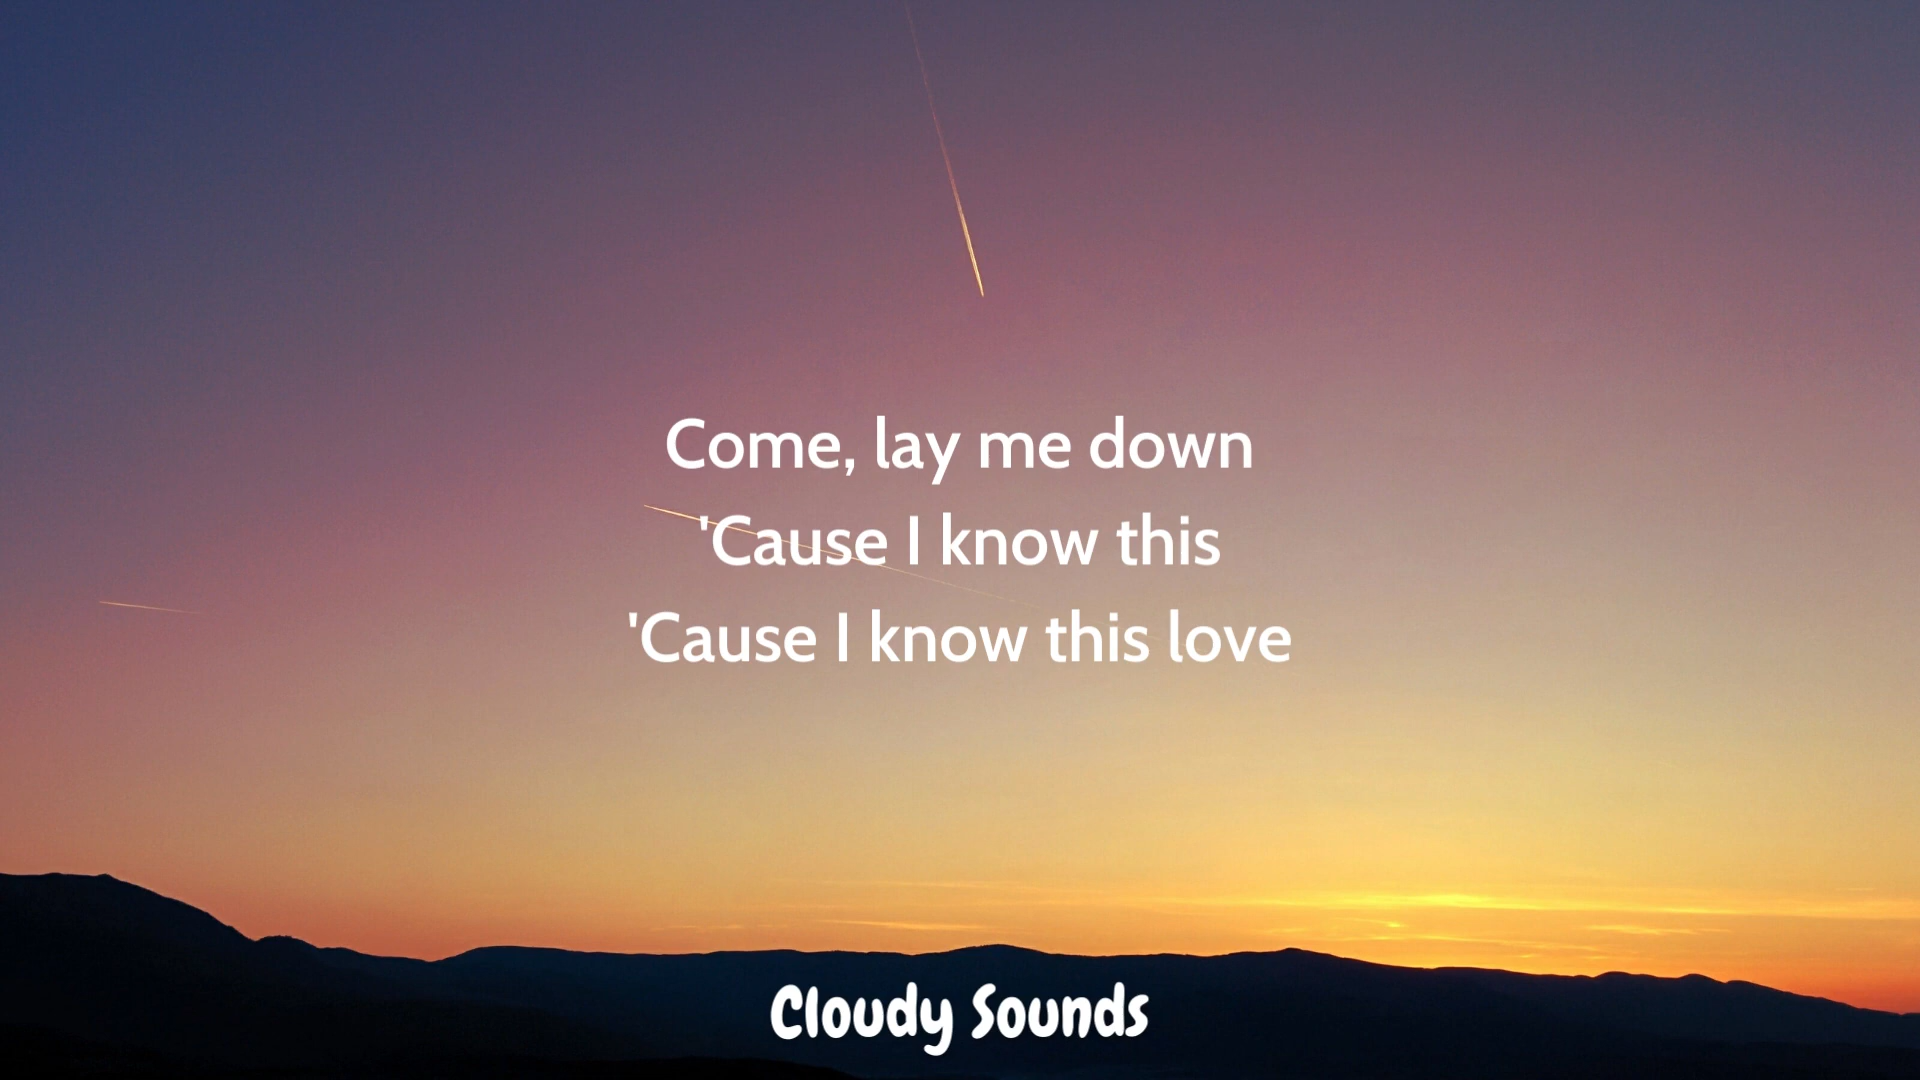 Come, lay me down
'Cause I know this
'Cause I know this love
Cloudy Sounds